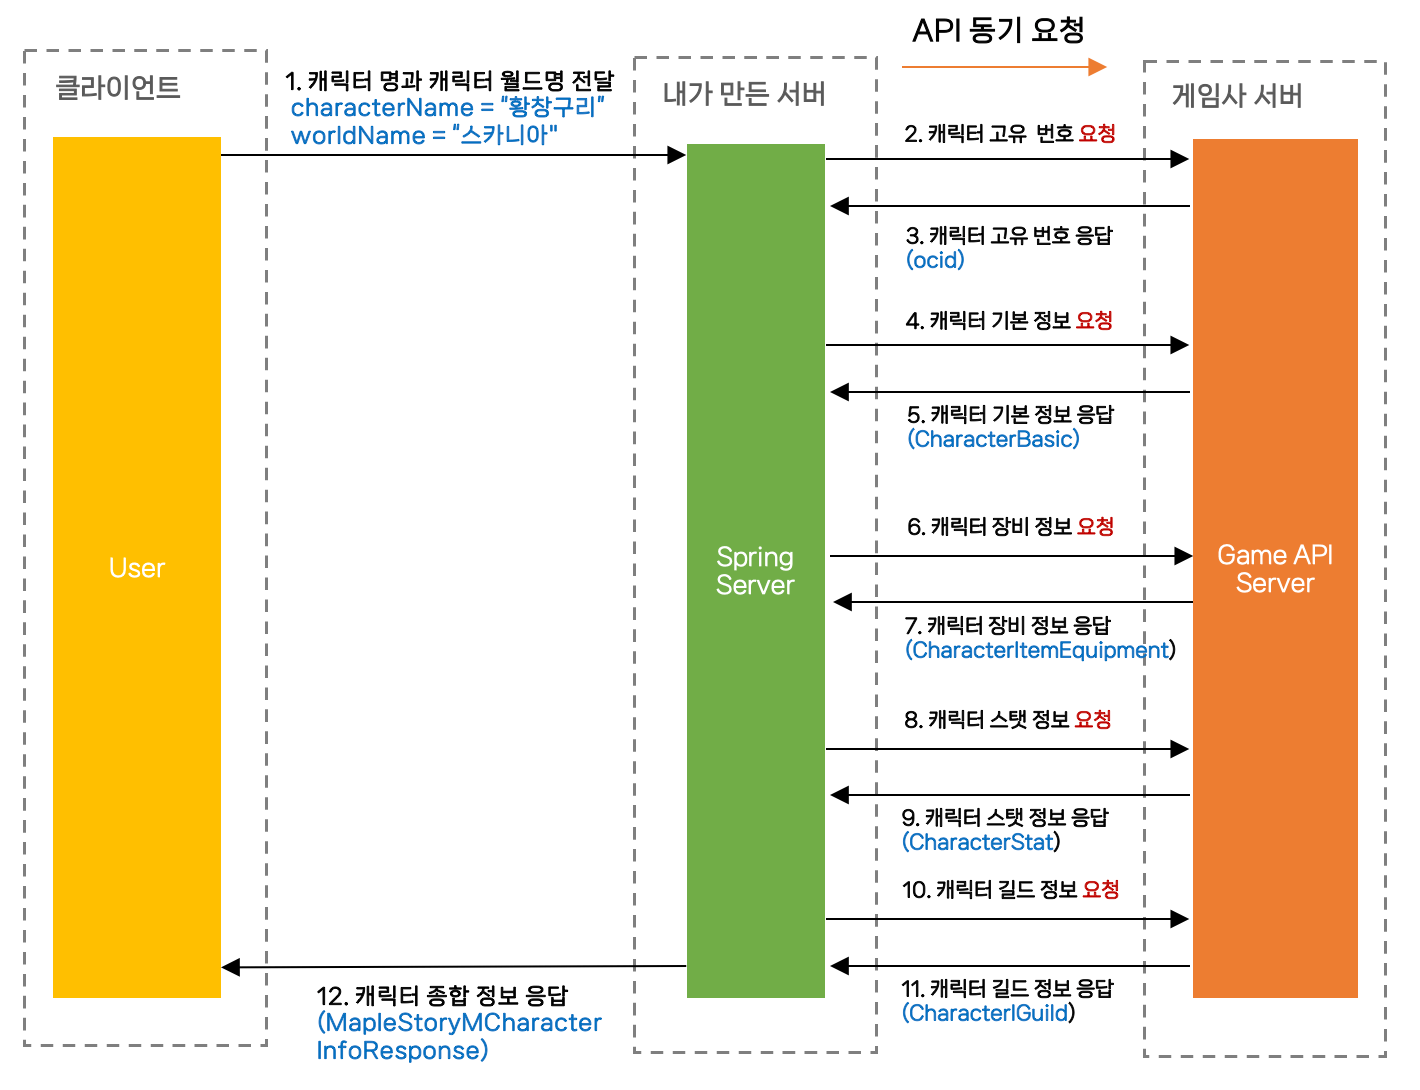 API 동기 요청
클라이언트
내가 만든 서버
게임사 서버
1. 캐릭터 명과 캐릭터 월드명 전달
characterName = “황창구리”
worldName = “스카니아"
2. 캐릭터 고유 번호 요청
3. 캐릭터 고유 번호 응답
(ocid)
4. 캐릭터 기본 정보 요청
5. 캐릭터 기본 정보 응답
(CharacterBasic)
6. 캐릭터 장비 정보 요청
User
Spring
Server
Game API
Server
7. 캐릭터 장비 정보 응답
(CharacterItemEquipment)
8. 캐릭터 스탯 정보 요청
9. 캐릭터 스탯 정보 응답
(CharacterStat)
10. 캐릭터 길드 정보 요청
11. 캐릭터 길드 정보 응답
(CharacterIGuild)
12. 캐릭터 종합 정보 응답
(MapleStoryMCharacter
InfoResponse)